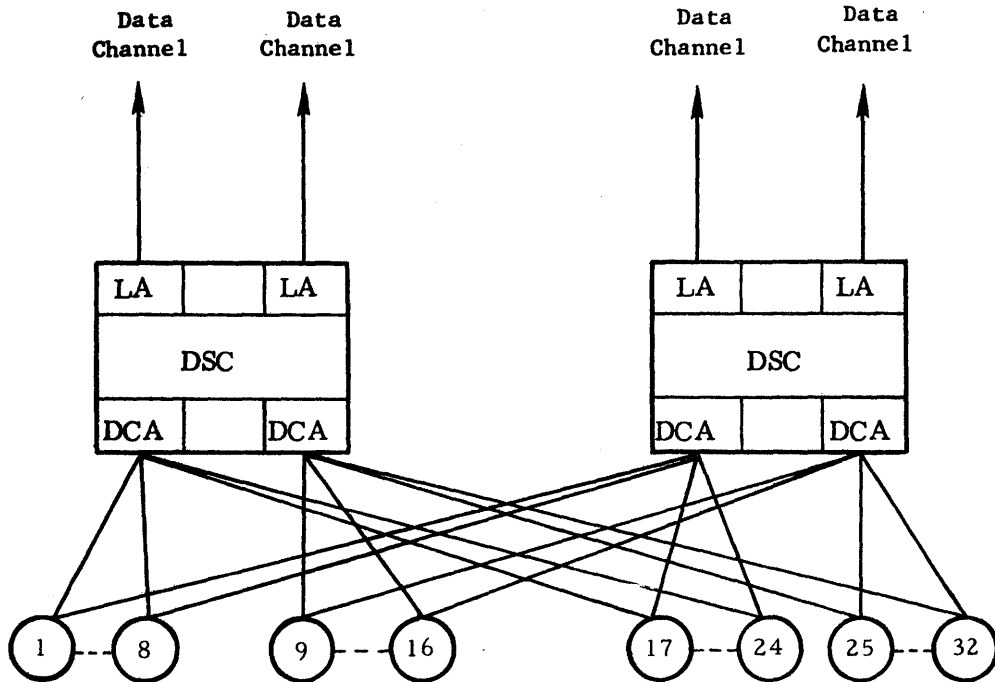 Data Data Data Data
Channel Channel Channel Channel
LA LA LA LA
DSC DSC
DCA DCA DCA DCA
1 8 9 16 17 24 25 32